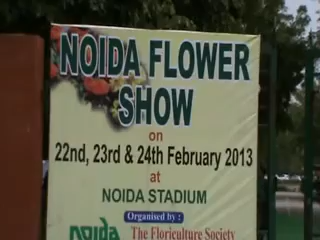 NOIDA FLOWER
SHOW
on
22nd, 23rd & 24th February 2013
at
NOIDA STADIUM
Organised by :
noida The Floriculture Society